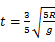 t = 3/5 √(5R/g)